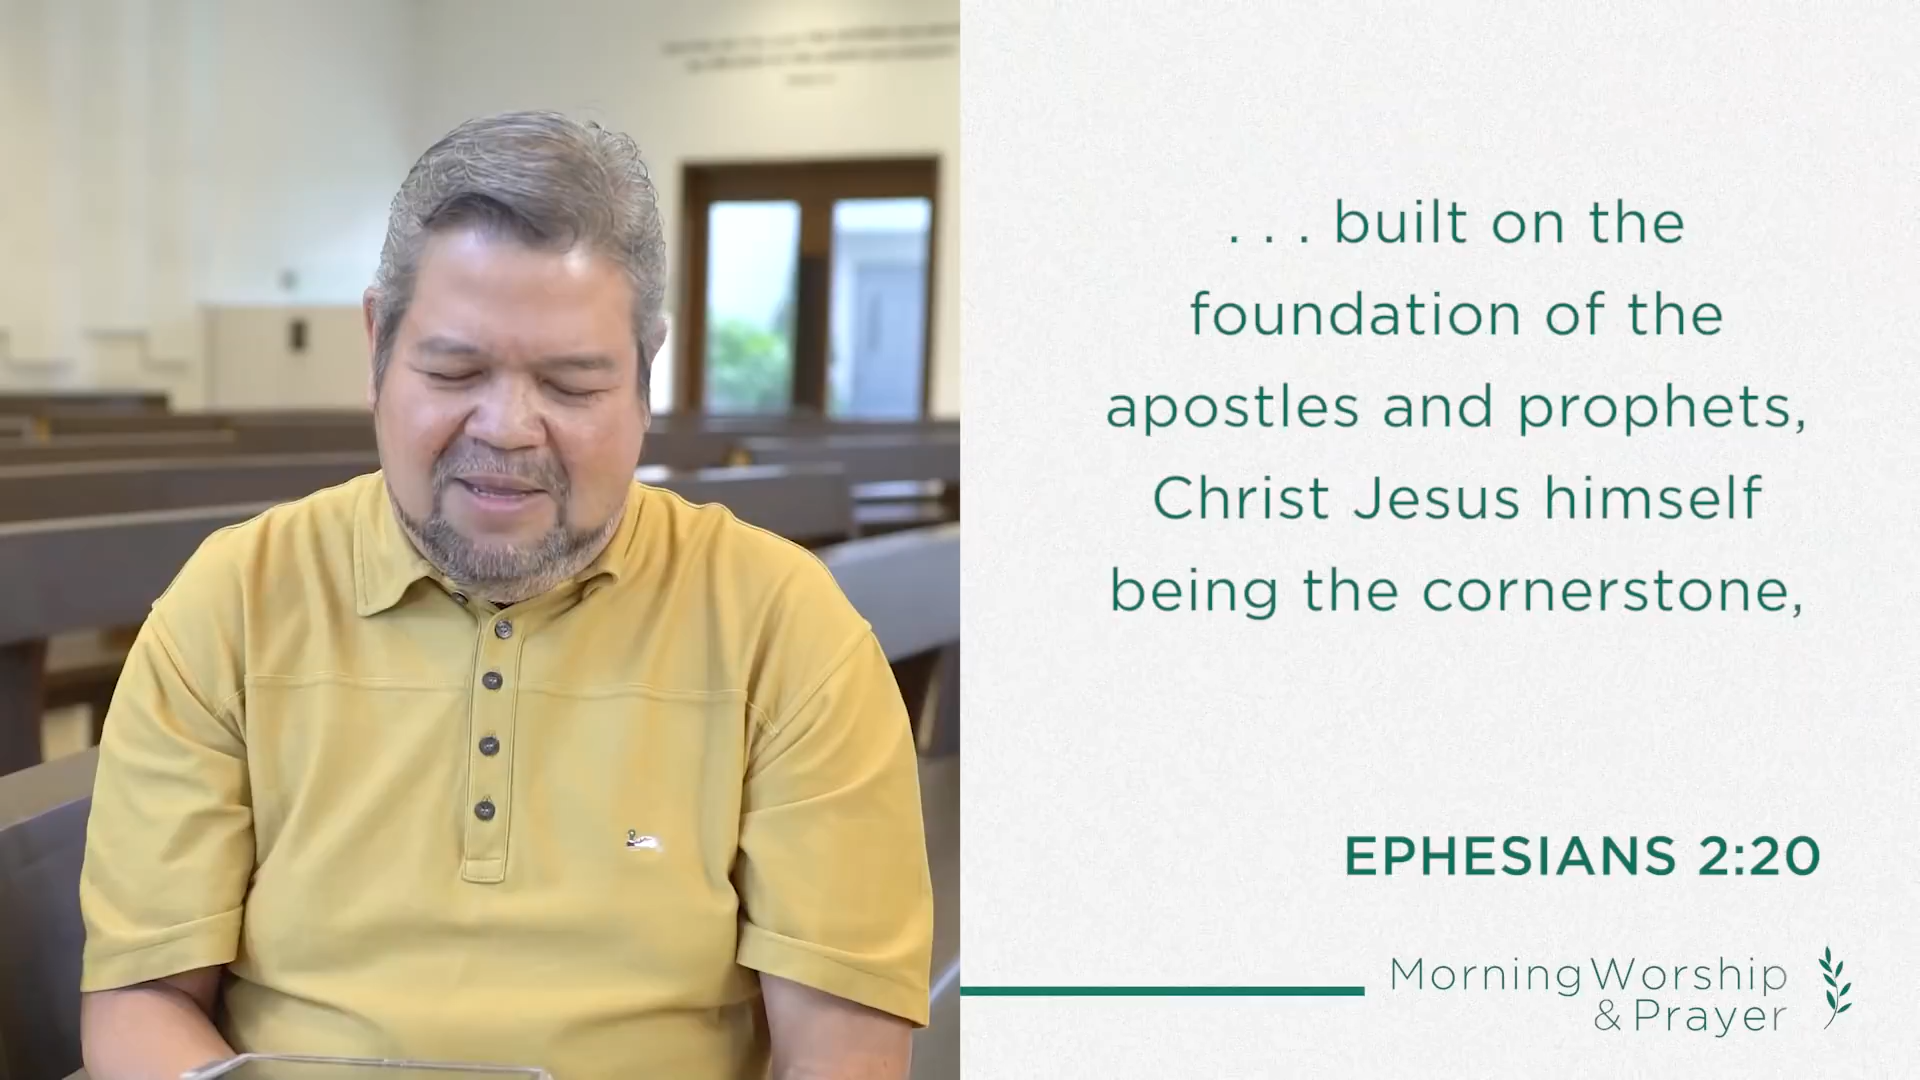 . . . built on the
foundation of the
apostles and prophets,
Christ Jesus himself
being the cornerstone,
EPHESIANS 2:20
Morning Worship
& Prayer